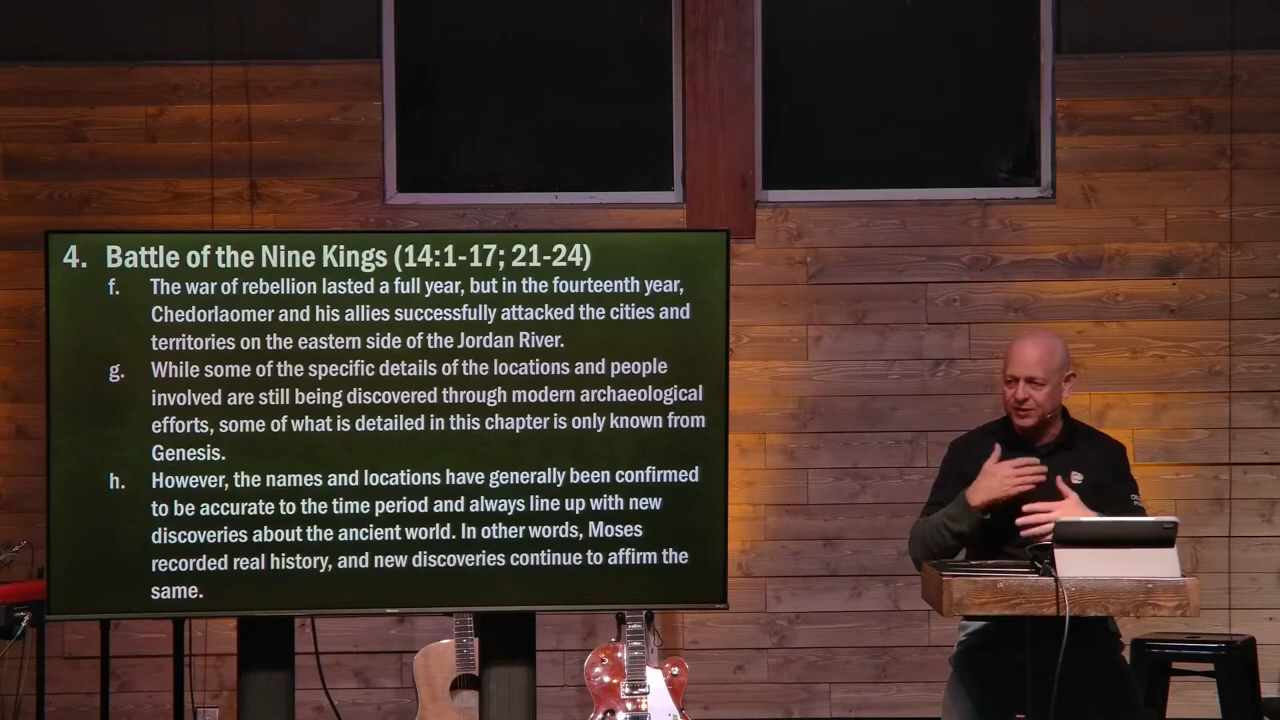 4. Battle of the Nine Kings (14:1-17; 21-24)
f. The war of rebellion lasted a full year, but in the fourteenth year,
Chedorlaomer and his allies successfully attacked the cities and
territories on the eastern side of the Jordan River.
g. While some of the specific details of the locations and people
involved are still being discovered through modern archaeological
efforts, some of what is detailed in this chapter is only known from
Genesis.
h. However, the names and locations have generally been confirmed
to be accurate to the time period and always line up with new
discoveries about the ancient world. In other words, Moses
recorded real history, and new discoveries continue to affirm the
same.